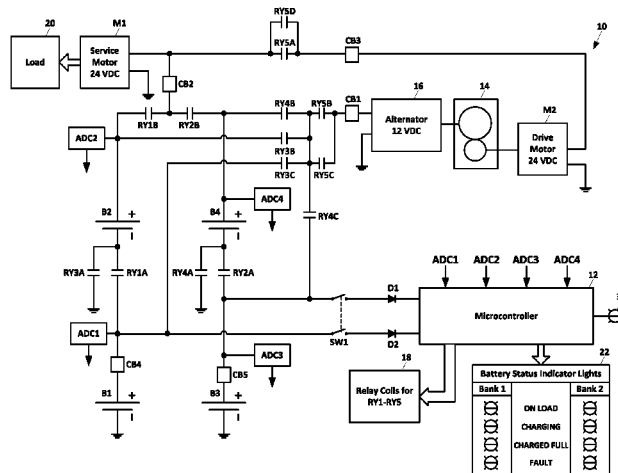 RY5D
20
M1
10
Load
Service
Motor
24 VDC
RY5A
CB3
CB2
16
14
RY4B
RY5B
CB1
M2
ADC2
RY1B
RY2B
Alternator
12 VDC
RY3B
Drive
Motor
24 VDC
RY3C
RY5C
B2
+
B4
+
ADC4
RY4C
ADC1
ADC2
ADC3
ADC4
RY3A
RY1A
RY4A
RY2A
D1
12
Microcontroller
ADC1
SW1
D2
ADC3
18
22
CB4
CB5
Relay Coils for
RY1-RY5
Battery Status Indicator Lights
Bank 1
Bank 2
B1
+
B3
+
ON LOAD
CHARGING
CHARGED FULL
FAULT